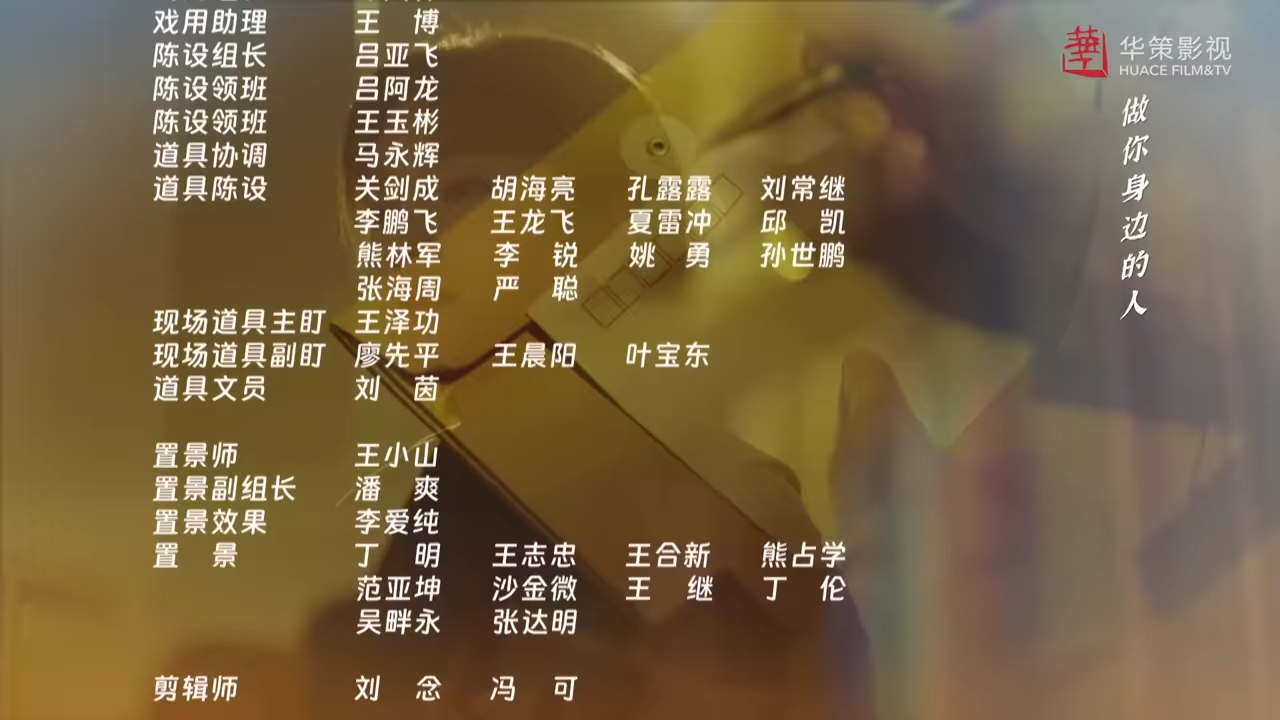 戏用助理 王 博
陈设组长 吕亚飞
陈设领班 吕阿龙
陈设领班 王玉彬
道具协调 马永辉
道具陈设 关剑成 胡海亮 孔露露 刘常继
李鹏飞 王龙飞 夏雷冲 邱 凯
熊林军 李 锐 姚 勇 孙世鹏
张海周 严 聪
现场道具主盯 王泽功
现场道具副盯 廖先平 王晨阳 叶宝东
道具文员 刘 茵
置景师 王小山
置景副组长 潘 爽
置景效果 李爱纯
置 景 丁 明 王志忠 王合新 熊占学
范亚坤 沙金微 王 继 丁 伦
吴畔永 张达明
剪辑师 刘 念 冯 可
華
华策影视
HUACE FILM&TV
做你身边的人